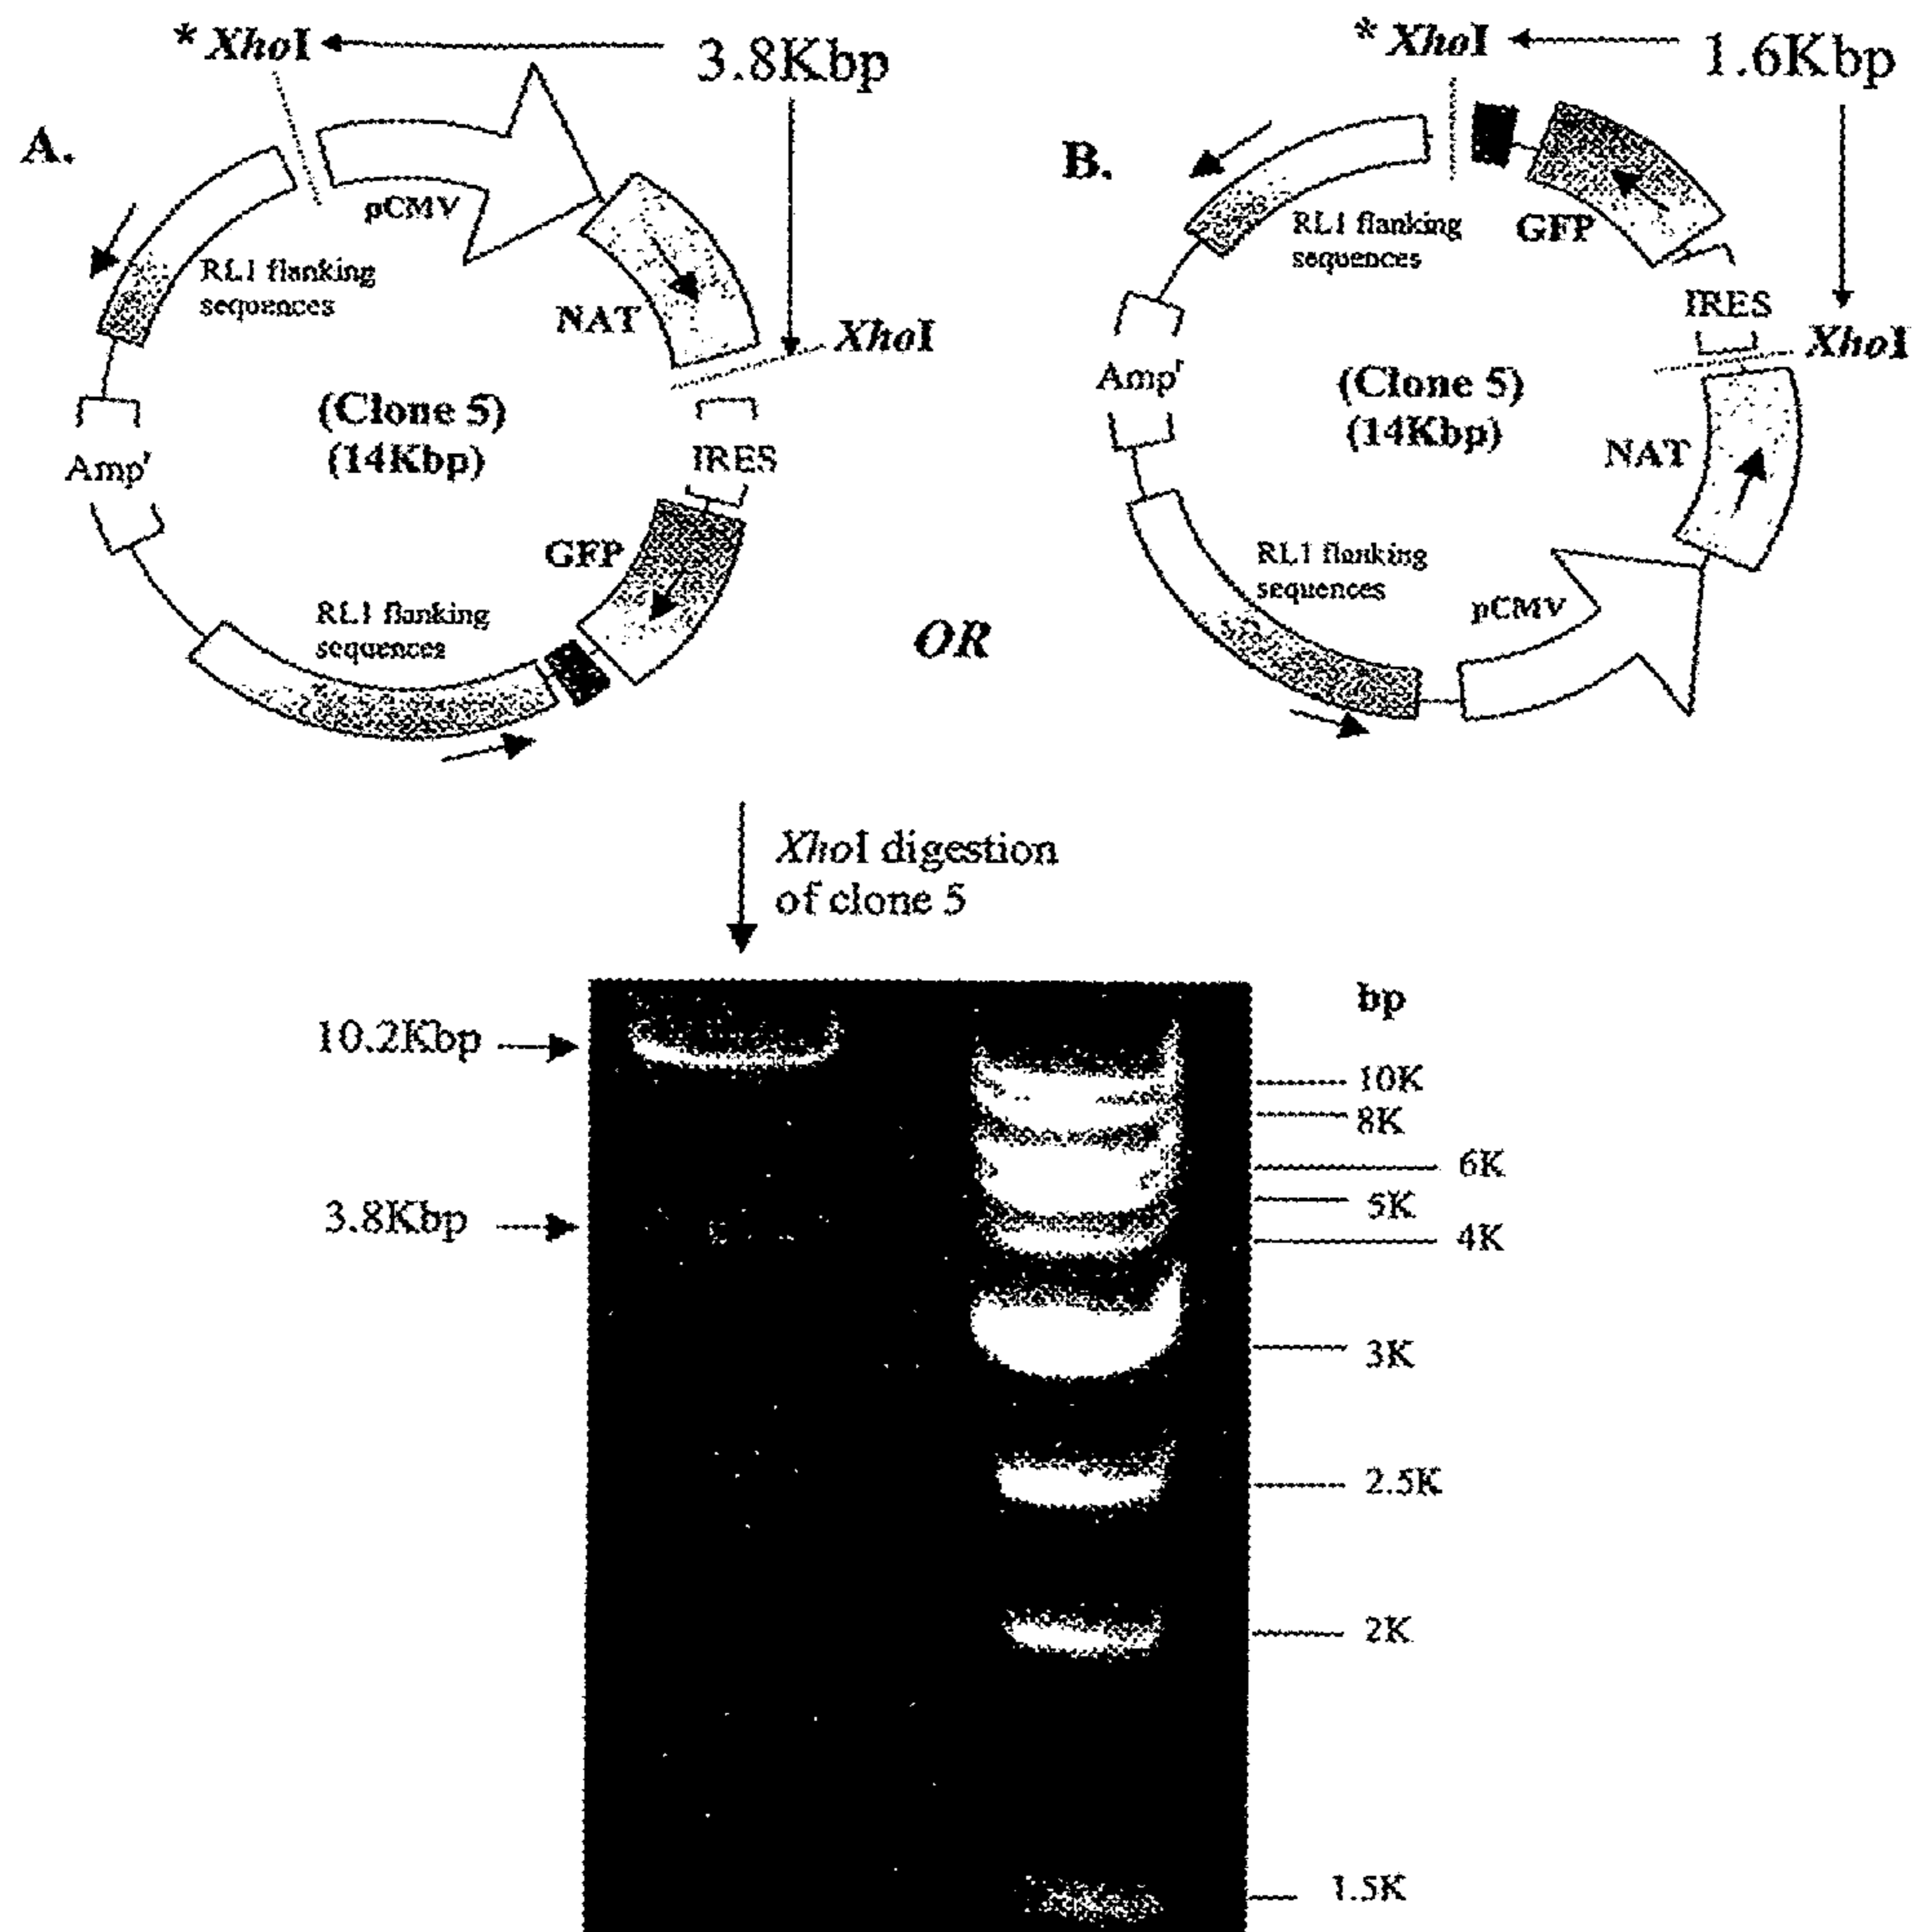 * XhoI
3.8Kbp
* XhoI
1.6Kbp
A.
B.
pCMV
RL1 flanking
sequences
NAT
XhoI
(Clone 5)
(14Kbp)
Ampʳ
IRES
GFP
RL1 flanking
sequences
RL1 flanking
sequences
GFP
IRES
XhoI
Ampʳ
(Clone 5)
(14Kbp)
NAT
RL1 flanking
sequences
pCMV
OR
XhoI digestion
of clone 5
bp
10.2Kbp
10K
8K
6K
5K
3.8Kbp
4K
3K
2.5K
2K
1.5K